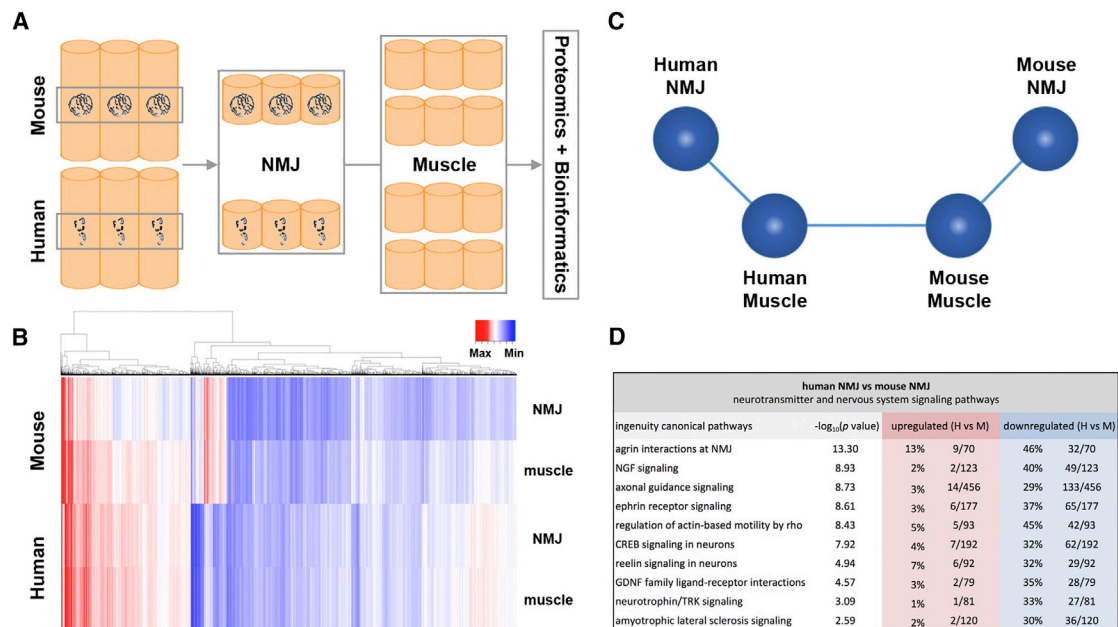 A
Mouse
Human
NMJ
Muscle
Proteomics + Bioinformatics
B
Max Min
Mouse
Human
NMJ
muscle
NMJ
muscle
C
Human
NMJ
Mouse
NMJ
Human
Muscle
Mouse
Muscle
D
human NMJ vs mouse NMJ
neurotransmitter and nervous system signaling pathways
ingenuity canonical pathways -log10(p value) upregulated (H vs M) downregulated (H vs M)
agrin interactions at NMJ 13.30 13% 9/70 46% 32/70
NGF signaling 8.93 2% 2/123 40% 49/123
axonal guidance signaling 8.73 3% 14/456 29% 133/456
ephrin receptor signaling 8.61 3% 6/177 37% 65/177
regulation of actin-based motility by rho 8.43 5% 5/93 45% 42/93
CREB signaling in neurons 7.92 4% 7/192 32% 62/192
reelin signaling in neurons 4.94 7% 6/92 32% 29/92
GDNF family ligand-receptor interactions 4.57 3% 2/79 35% 28/79
neurotrophin/TRK signaling 3.09 1% 1/81 33% 27/81
amyotrophic lateral sclerosis signaling 2.59 2% 2/120 30% 36/120